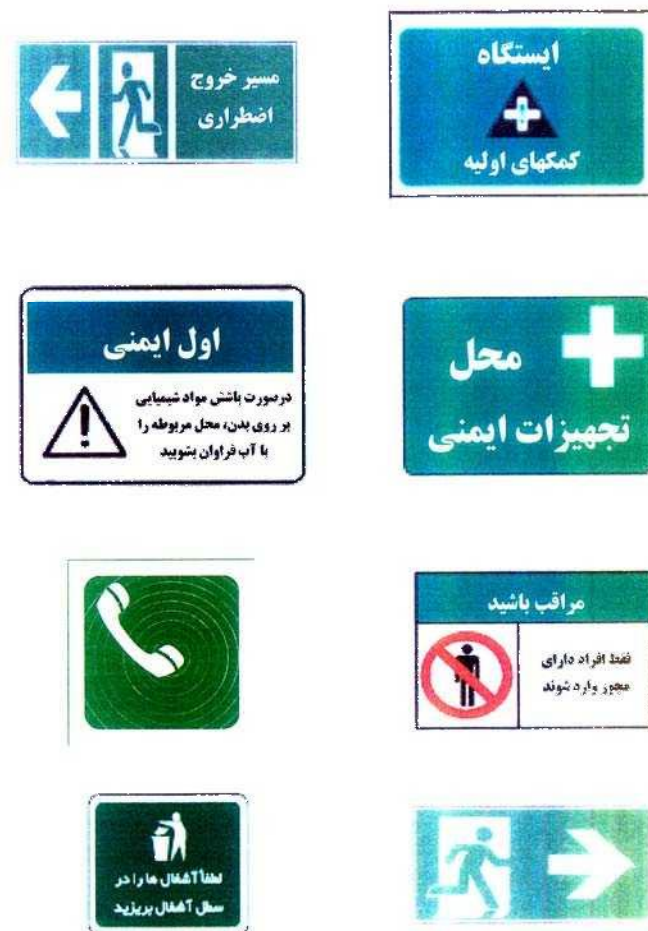 مسیر خروج
اضطراری
ایستگاه
کمکهای اولیه
اول ایمنی
درصورت پاشش مواد شیمیایی
بر روی بدن، محل مربوطه را
با آب فراوان بشویید
محل
تجهیزات ایمنی
مراقب باشید
فقط افراد دارای
مجوز وارد شوند
لطفاً آشغال ها را در
سطل آشغال بریزید